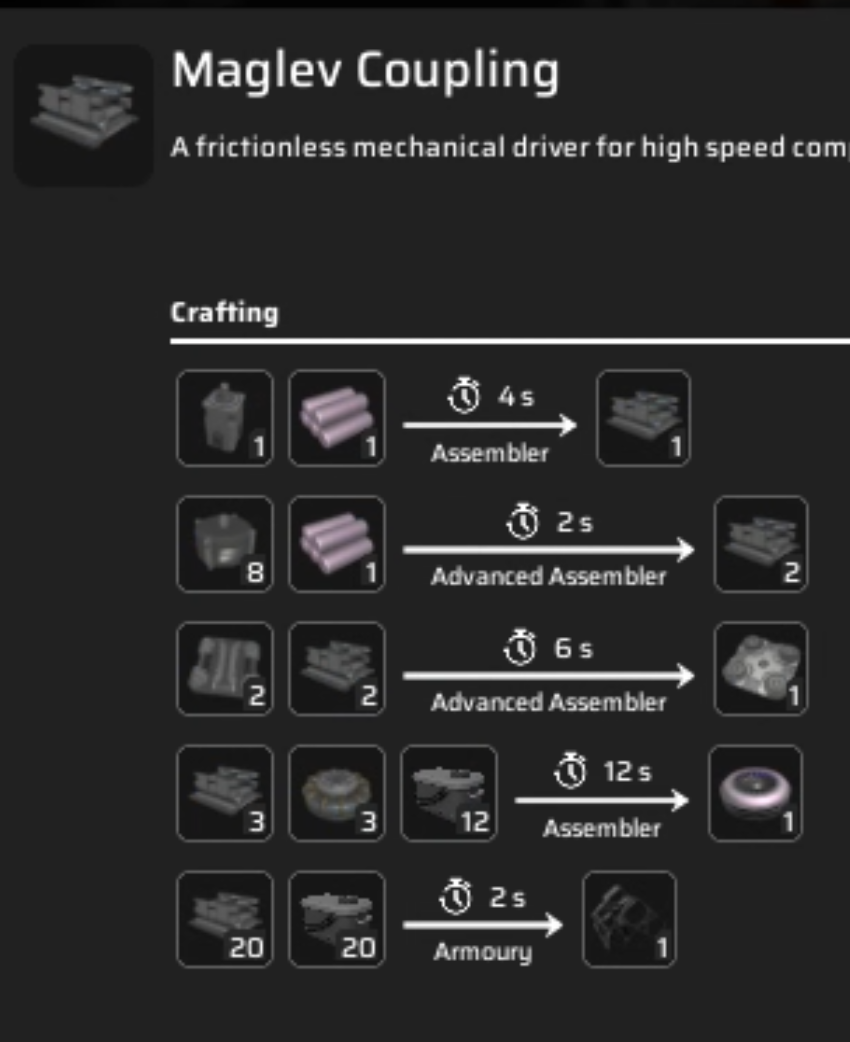 Maglev Coupling
A frictionless mechanical driver for high speed
Crafting
4 s
1 1 Assembler 1
2 s
8 1 Advanced Assembler 2
6 s
2 2 Advanced Assembler 1
12 s
3 3 12 Assembler 1
2 s
20 20 Armoury 1